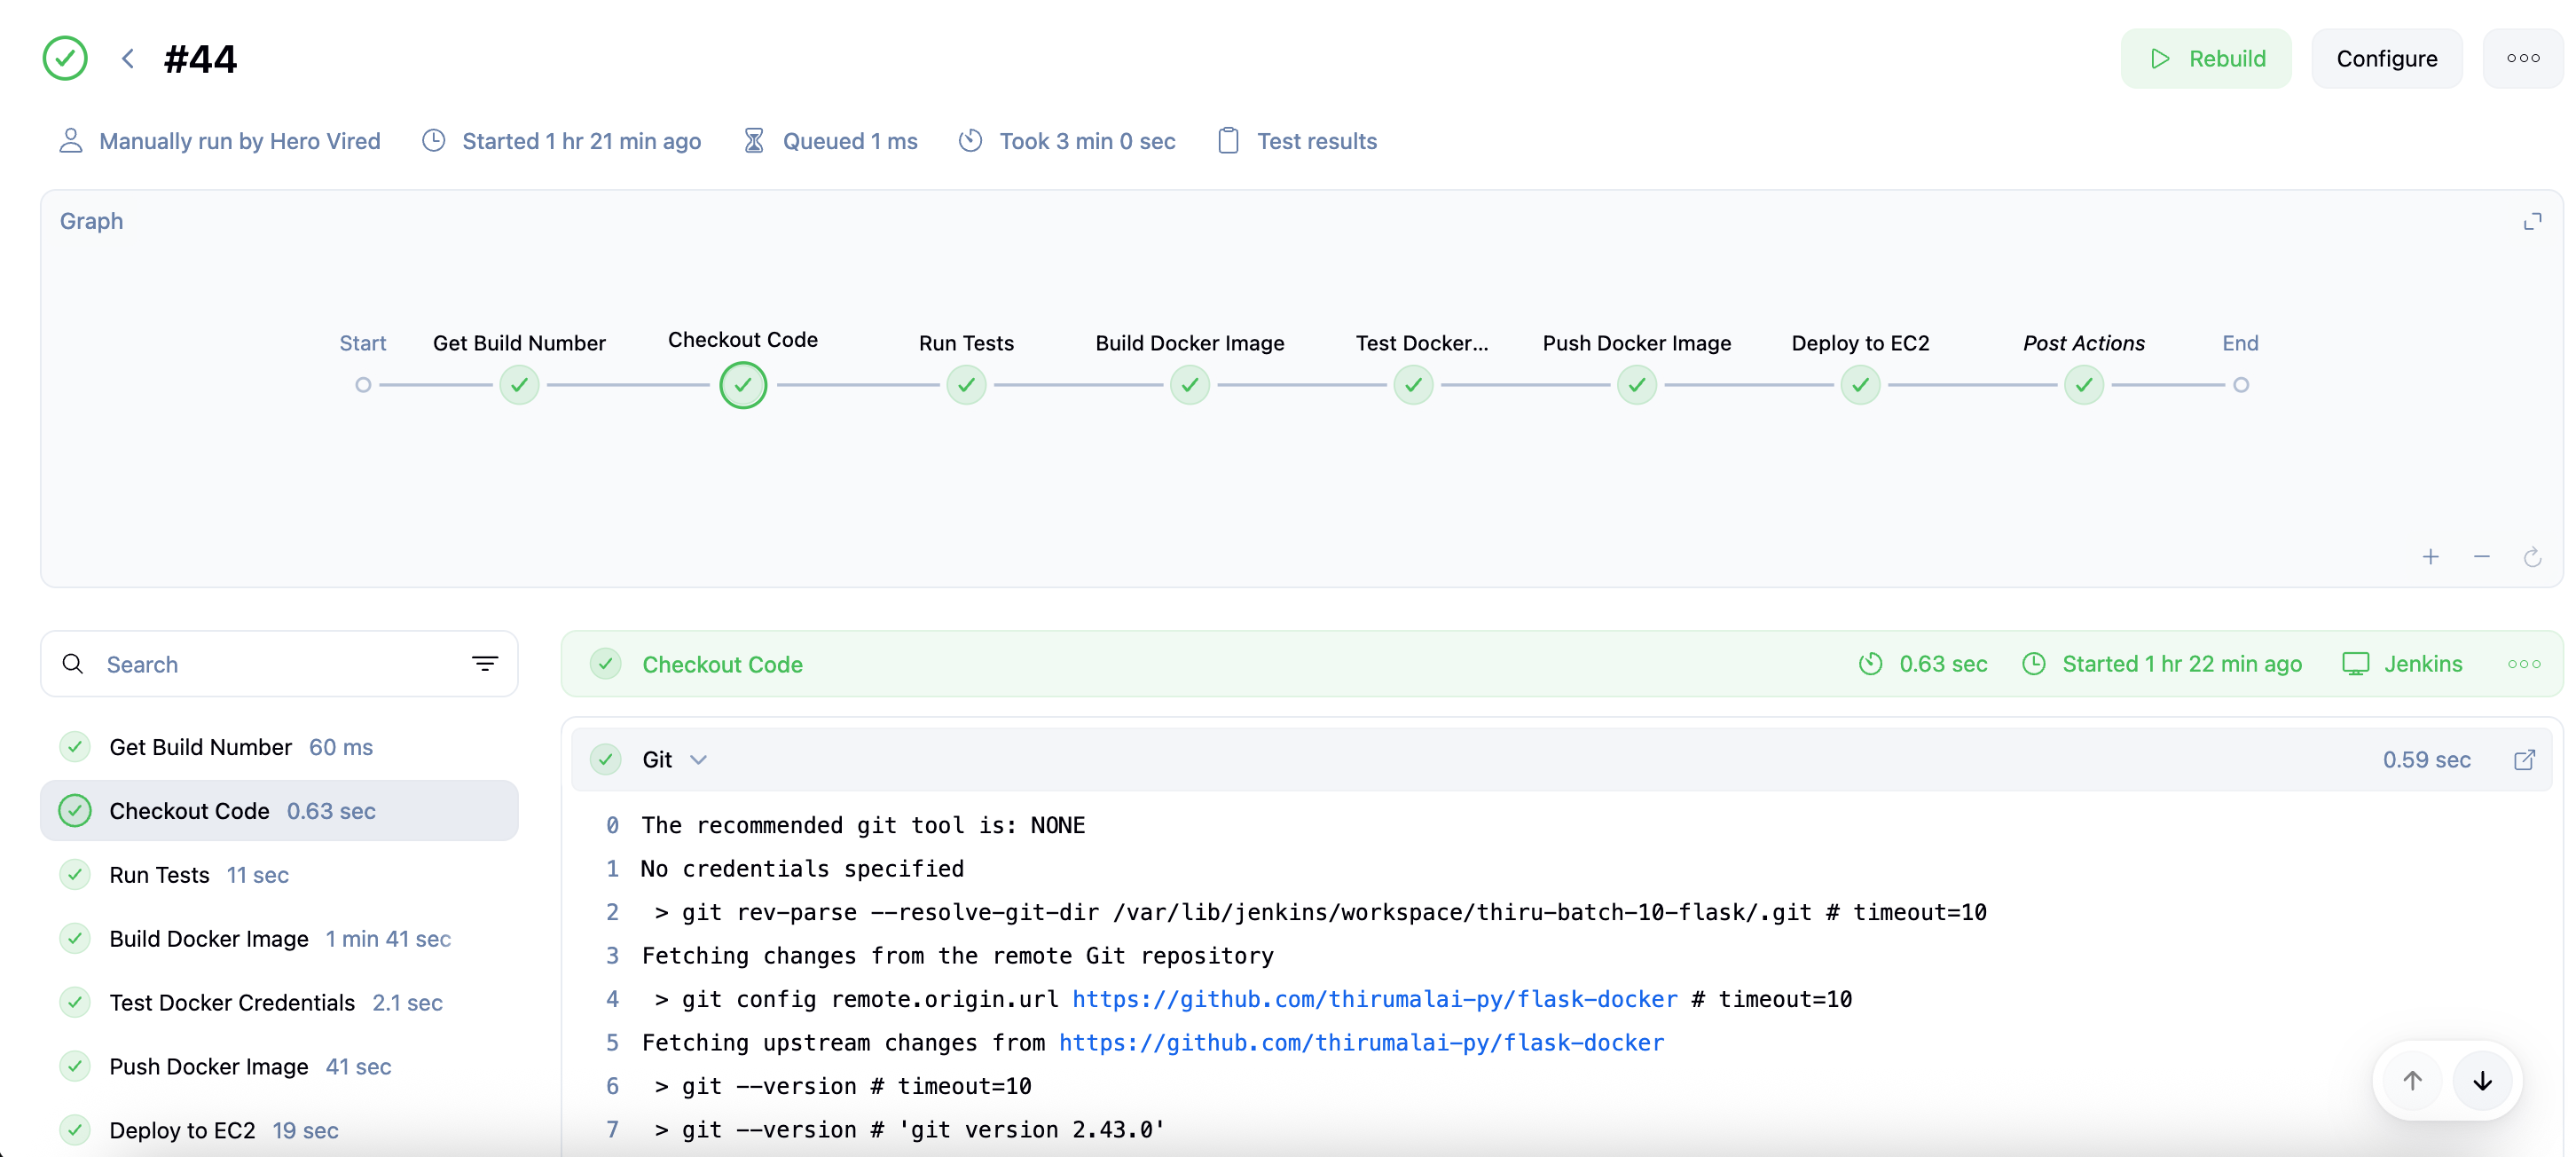 #44
Rebuild
Configure
Manually run by Hero Vired
Started 1 hr 21 min ago
Queued 1 ms
Took 3 min 0 sec
Test results
Graph
Start
Get Build Number
Checkout Code
Run Tests
Build Docker Image
Test Docker...
Push Docker Image
Deploy to EC2
Post Actions
End
Search
Get Build Number 60 ms
Checkout Code 0.63 sec
Run Tests 11 sec
Build Docker Image 1 min 41 sec
Test Docker Credentials 2.1 sec
Push Docker Image 41 sec
Deploy to EC2 19 sec
Checkout Code
0.63 sec
Started 1 hr 22 min ago
Jenkins
Git
0.59 sec
0 The recommended git tool is: NONE
1 No credentials specified
2 > git rev-parse --resolve-git-dir /var/lib/jenkins/workspace/thiru-batch-10-flask/.git # timeout=10
3 Fetching changes from the remote Git repository
4 > git config remote.origin.url https://github.com/thirumalai-py/flask-docker # timeout=10
5 Fetching upstream changes from https://github.com/thirumalai-py/flask-docker
6 > git --version # timeout=10
7 > git --version # 'git version 2.43.0'